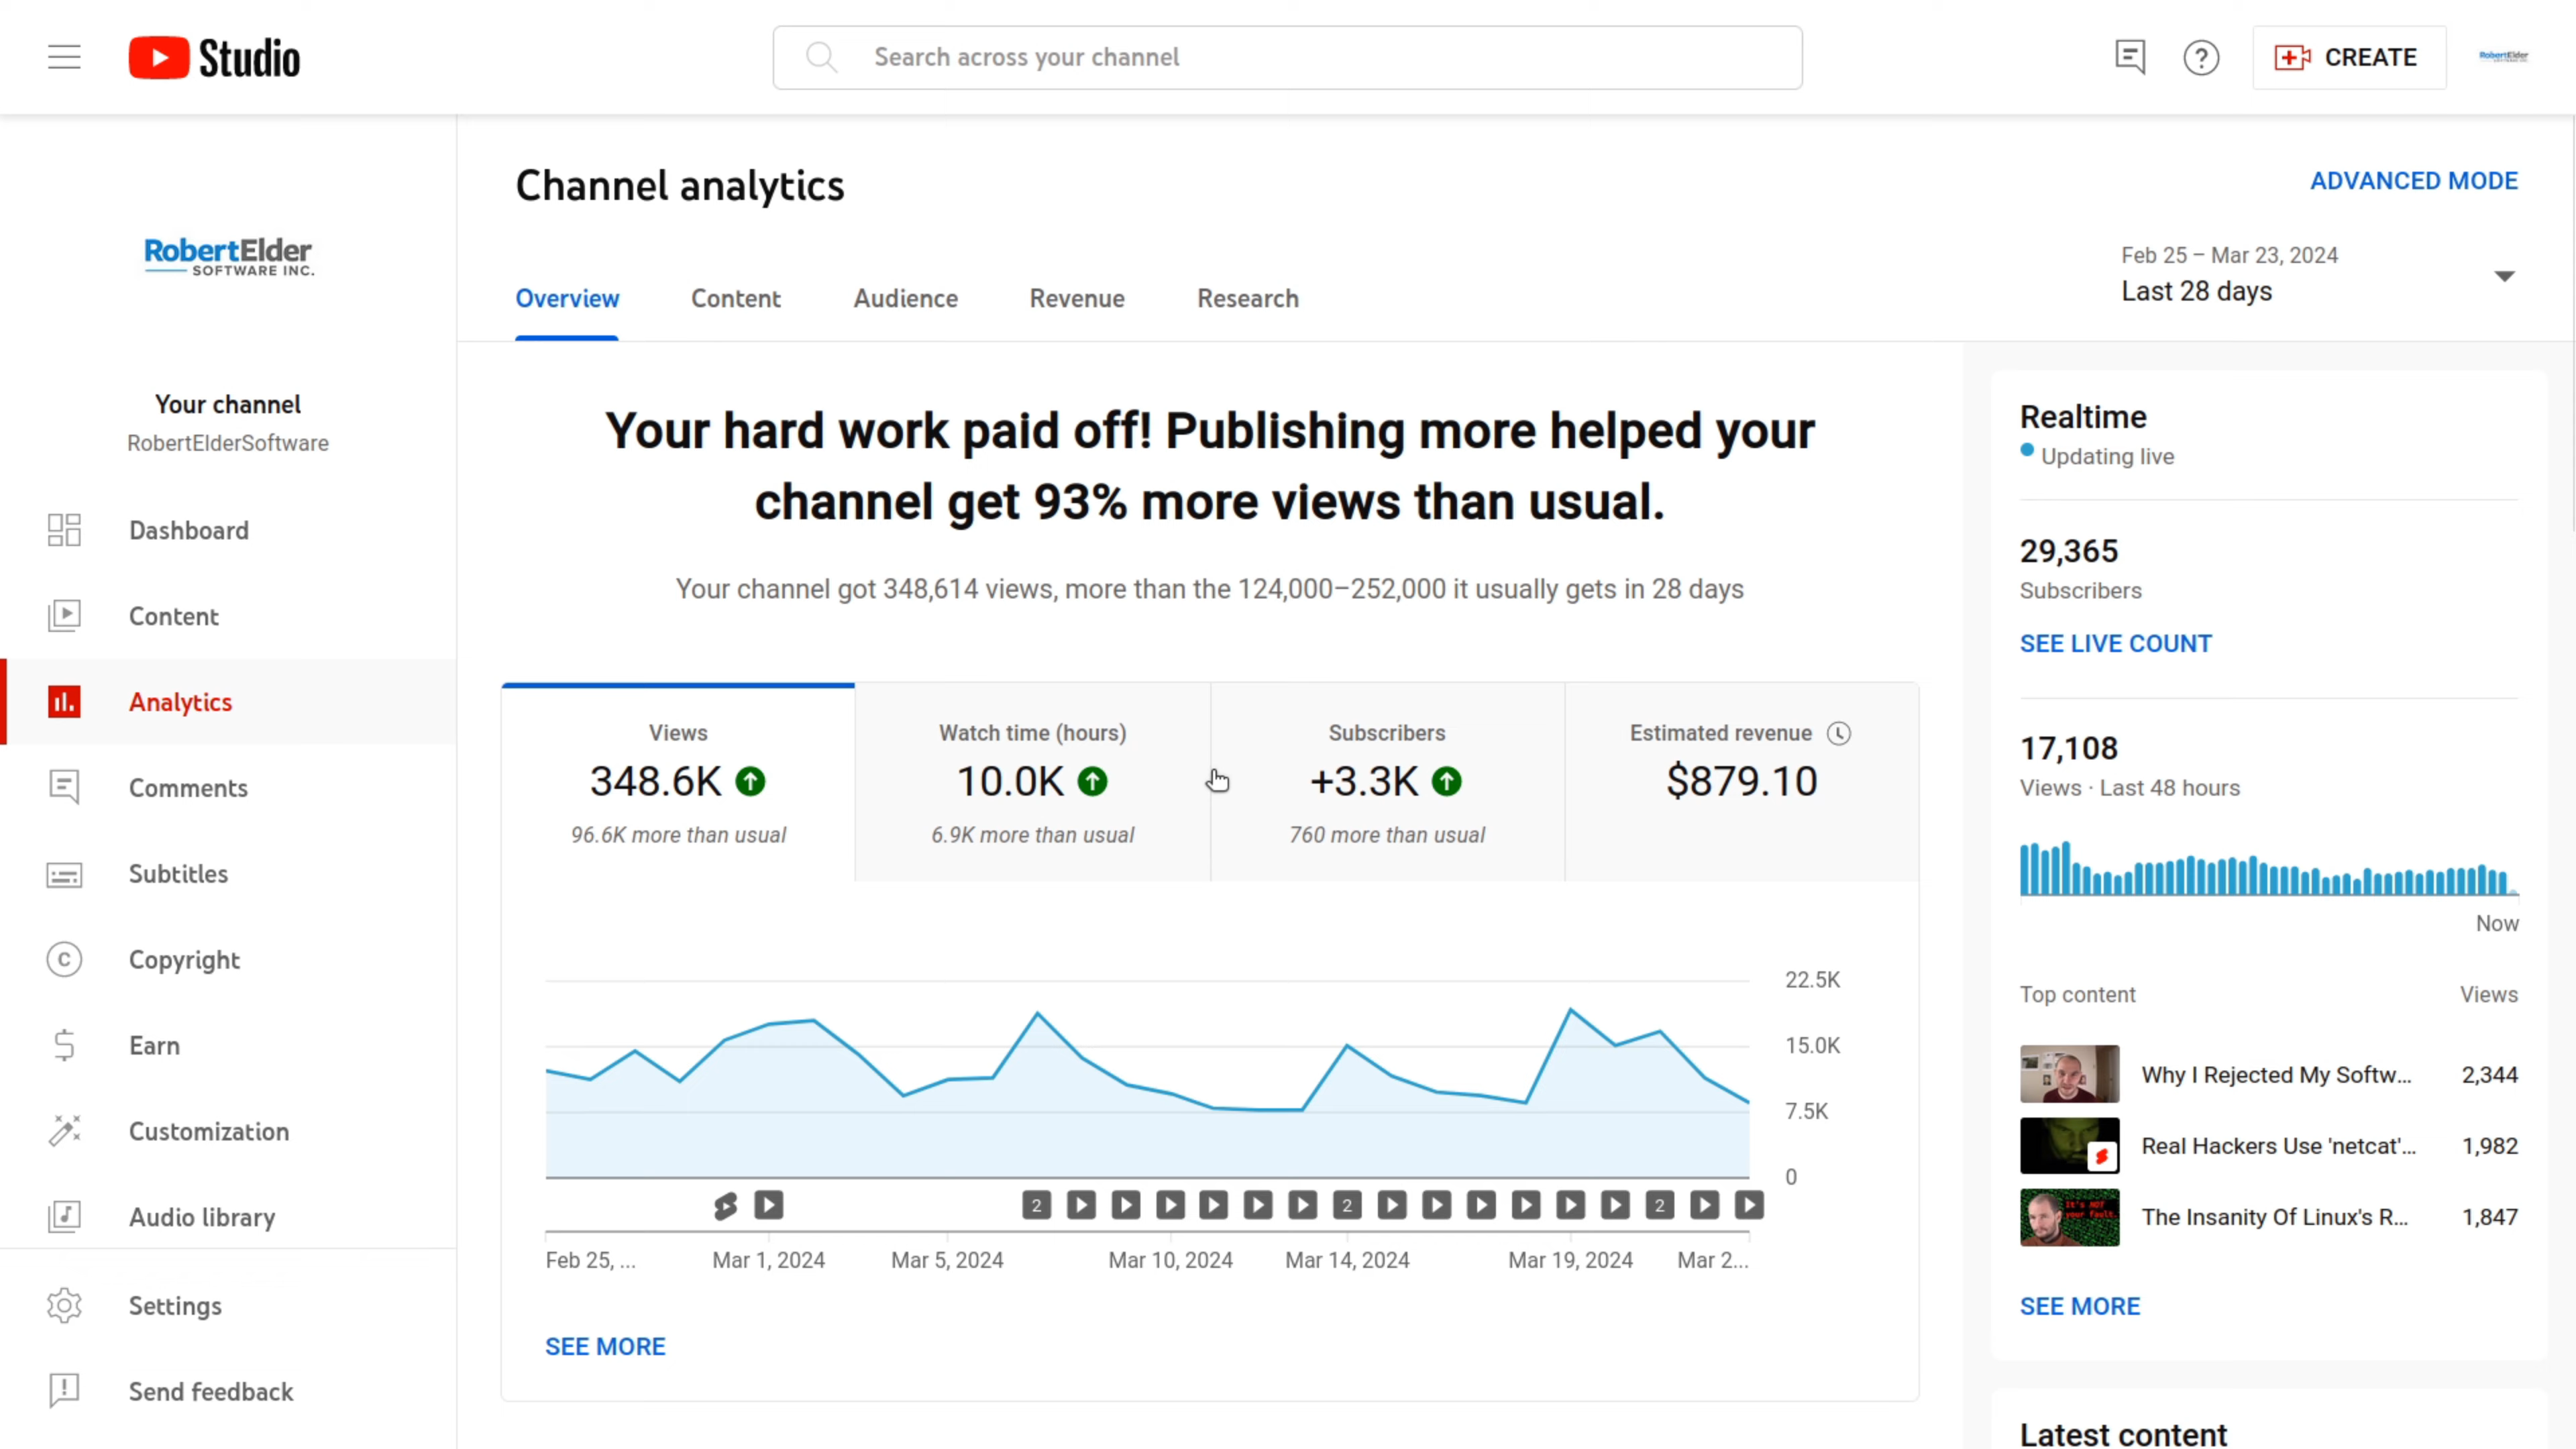 Studio
Search across your channel
CREATE
RobertElder
RobertElder
SOFTWARE INC.
Your channel
RobertElderSoftware
Dashboard
Content
Analytics
Comments
Subtitles
Copyright
Earn
Customization
Audio library
Settings
Send feedback
Channel analytics
ADVANCED MODE
Feb 25 – Mar 23, 2024
Last 28 days
Overview Content Audience Revenue Research
Your hard work paid off! Publishing more helped your
channel get 93% more views than usual.
Your channel got 348,614 views, more than the 124,000–252,000 it usually gets in 28 days
Views
348.6K
96.6K more than usual
Watch time (hours)
10.0K
6.9K more than usual
Subscribers
+3.3K
760 more than usual
Estimated revenue
$879.10
22.5K
15.0K
7.5K
0
2 2 2
Feb 25, ... Mar 1, 2024 Mar 5, 2024 Mar 10, 2024 Mar 14, 2024 Mar 19, 2024 Mar 2...
SEE MORE
Realtime
Updating live
29,365
Subscribers
SEE LIVE COUNT
17,108
Views · Last 48 hours
Now
Top content Views
Why I Rejected My Softw... 2,344
Real Hackers Use 'netcat'... 1,982
It's NOT
your fault.
The Insanity Of Linux's R... 1,847
SEE MORE
Latest content